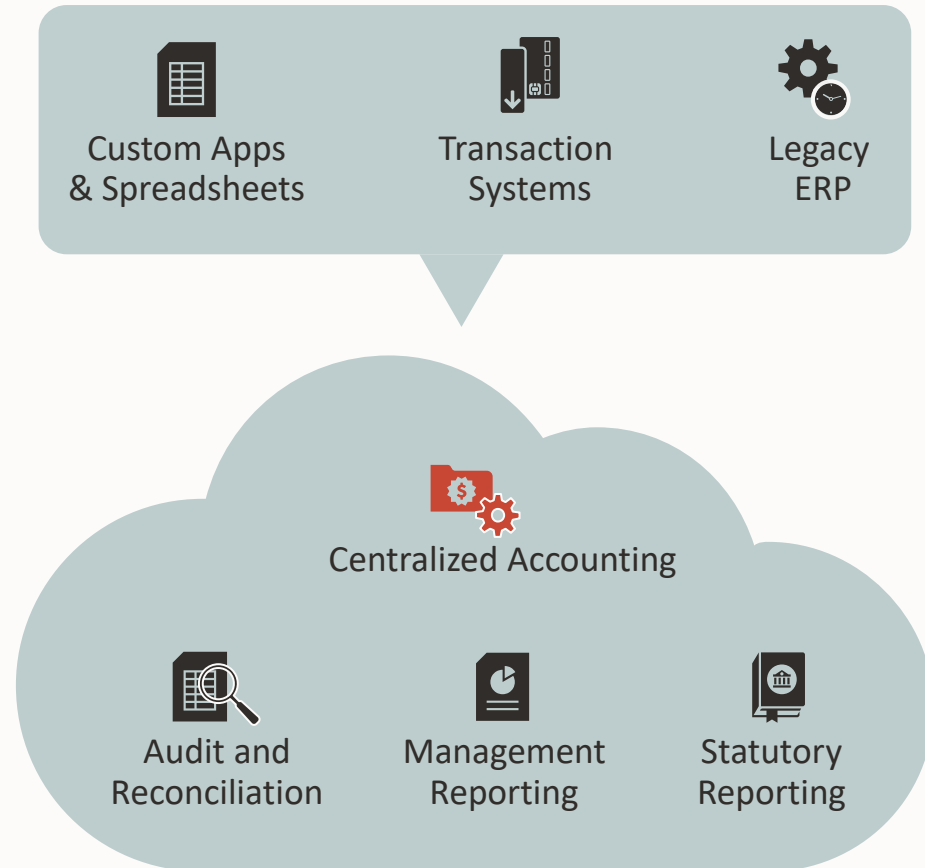 Custom Apps
& Spreadsheets
Transaction
Systems
Legacy
ERP
$
Centralized Accounting
Audit and
Reconciliation
Management
Reporting
Statutory
Reporting